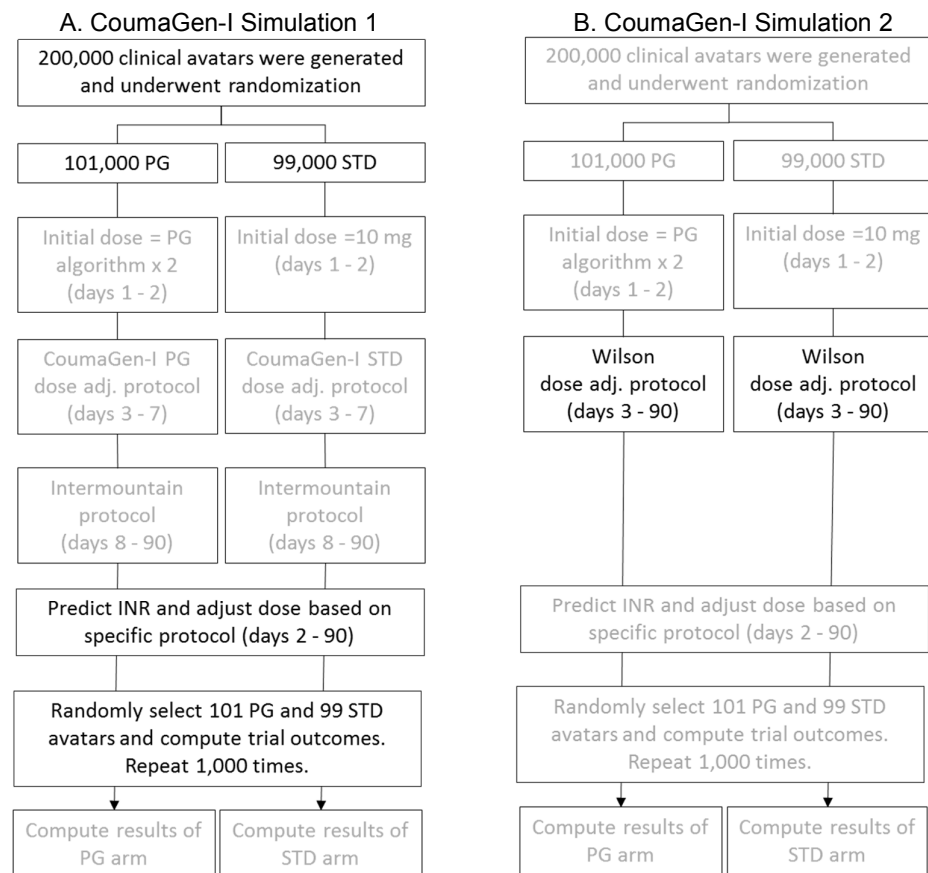 A. CoumaGen-I Simulation 1
200,000 clinical avatars were generated
and underwent randomization
101,000 PG
99,000 STD
Initial dose = PG
algorithm x 2
(days 1 - 2)
Initial dose =10 mg
(days 1 - 2)
CoumaGen-I PG
dose adj. protocol
(days 3 - 7)
CoumaGen-I STD
dose adj. protocol
(days 3 - 7)
Intermountain
protocol
(days 8 - 90)
Intermountain
protocol
(days 8 - 90)
Predict INR and adjust dose based on
specific protocol (days 2 - 90)
Randomly select 101 PG and 99 STD
avatars and compute trial outcomes.
Repeat 1,000 times.
Compute results of
PG arm
Compute results of
STD arm
B. CoumaGen-I Simulation 2
200,000 clinical avatars were generated
and underwent randomization
101,000 PG
99,000 STD
Initial dose = PG
algorithm x 2
(days 1 - 2)
Initial dose =10 mg
(days 1 - 2)
Wilson
dose adj. protocol
(days 3 - 90)
Wilson
dose adj. protocol
(days 3 - 90)
Predict INR and adjust dose based on
specific protocol (days 2 - 90)
Randomly select 101 PG and 99 STD
avatars and compute trial outcomes.
Repeat 1,000 times.
Compute results of
PG arm
Compute results of
STD arm